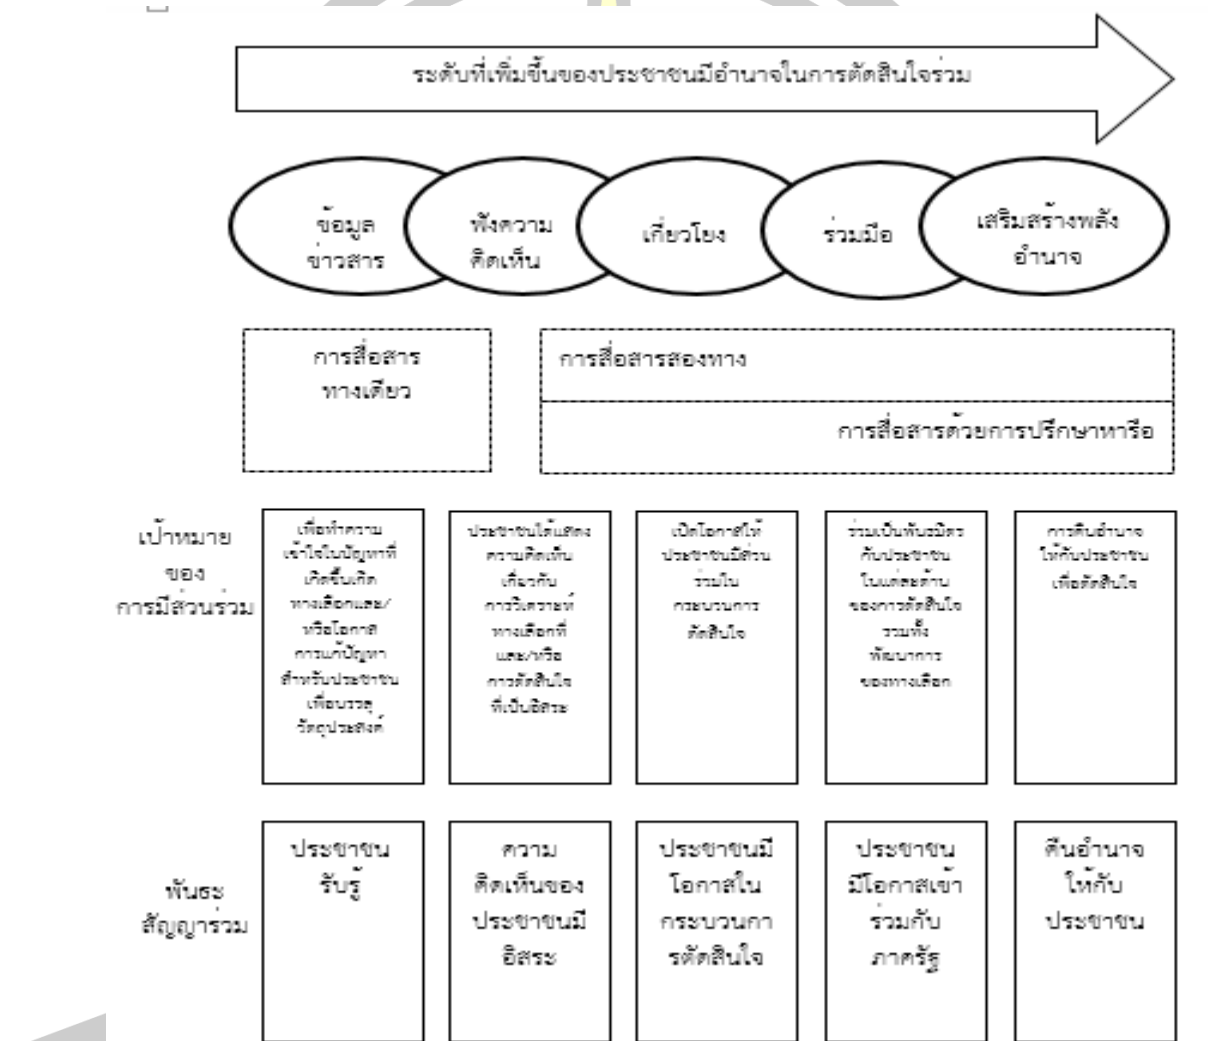 ระดับที่เพิ่มขึ้นของประชาชนมีอำนาจในการตัดสินใจร่วม
ข้อมูล
ข่าวสาร
ฟังความ
คิดเห็น
เกี่ยวโยง
ร่วมมือ
เสริมสร้างพลัง
อำนาจ
การสื่อสาร
ทางเดียว
การสื่อสารสองทาง
การสื่อสารด้วยการปรึกษาหารือ
เป้าหมาย
ของ
การมีส่วนร่วม
เพื่อทำความ
เข้าใจในปัญหาที่
เกิดขึ้นเกิด
ทางเลือกและ/
หรือโอกาส
การแก้ปัญหา
สำหรับประชาชน
เพื่อบรรลุ
วัตถุประสงค์
ประชาชนได้แสดง
ความคิดเห็น
เกี่ยวกับ
การวิเคราะห์
ทางเลือกที่
และ/หรือ
การตัดสินใจ
ที่เป็นอิสระ
เปิดโอกาสให้
ประชาชนมีส่วน
ร่วมใน
กระบวนการ
ตัดสินใจ
ร่วมเป็นพันธมิตร
กับประชาชน
ในแต่ละด้าน
ของการตัดสินใจ
รวมทั้ง
พัฒนาการ
ของทางเลือก
การคืนอำนาจ
ให้กับประชาชน
เพื่อตัดสินใจ
พันธะ
สัญญาร่วม
ประชาชน
รับรู้
ความ
คิดเห็นของ
ประชาชนมี
อิสระ
ประชาชนมี
โอกาสใน
กระบวนกา
รตัดสินใจ
ประชาชน
มีโอกาสเข้า
ร่วมกับ
ภาครัฐ
คืนอำนาจ
ให้กับ
ประชาชน